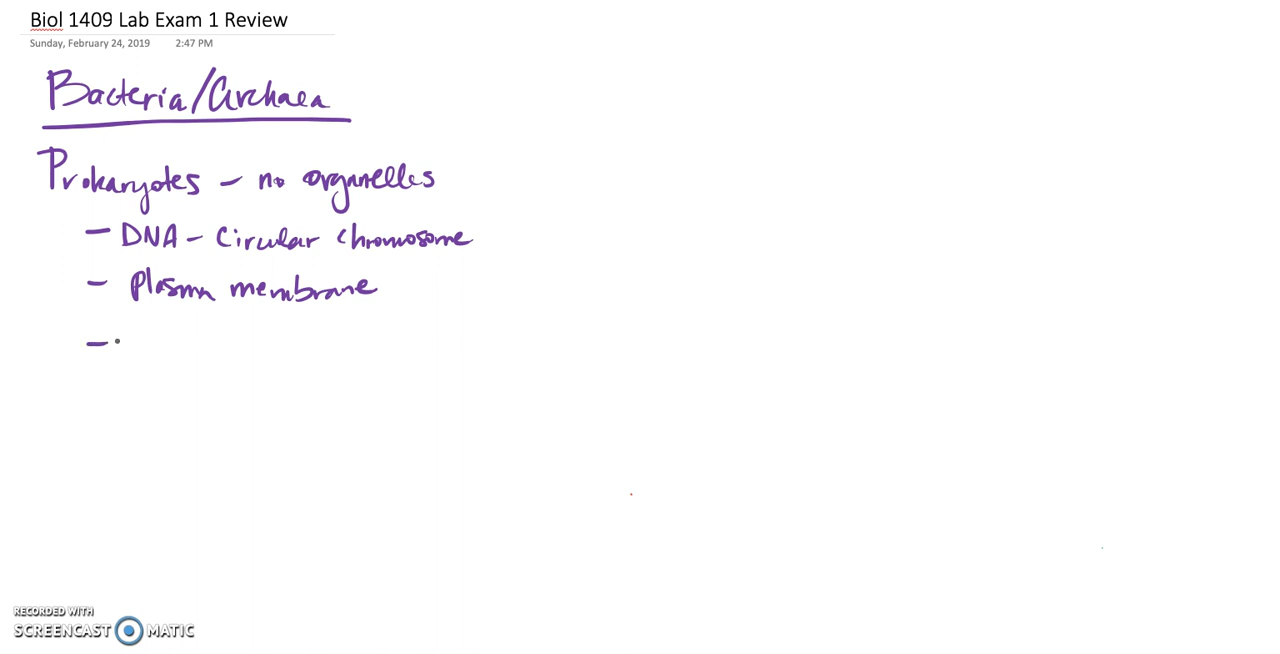 Biol 1409 Lab Exam 1 Review
Sunday, February 24, 2019 2:47 PM
Bacteria/Archaea
Prokaryotes - no organelles
- DNA - Circular chromosome
- Plasma membrane
-
RECORDED WITH
SCREENCAST MATIC